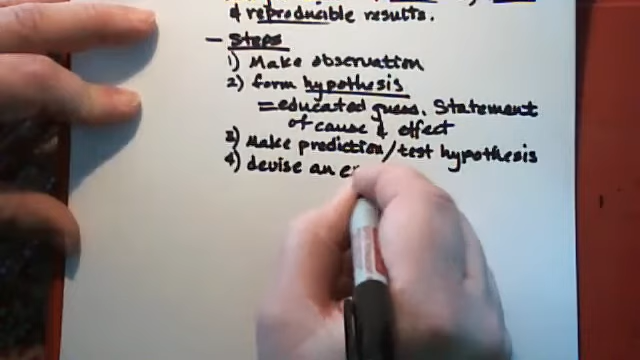 & reproducible results.
- Steps
1) Make observation
2) form hypothesis
= educated guess. Statement
of cause & effect
3) Make prediction/test hypothesis
4) devise an e